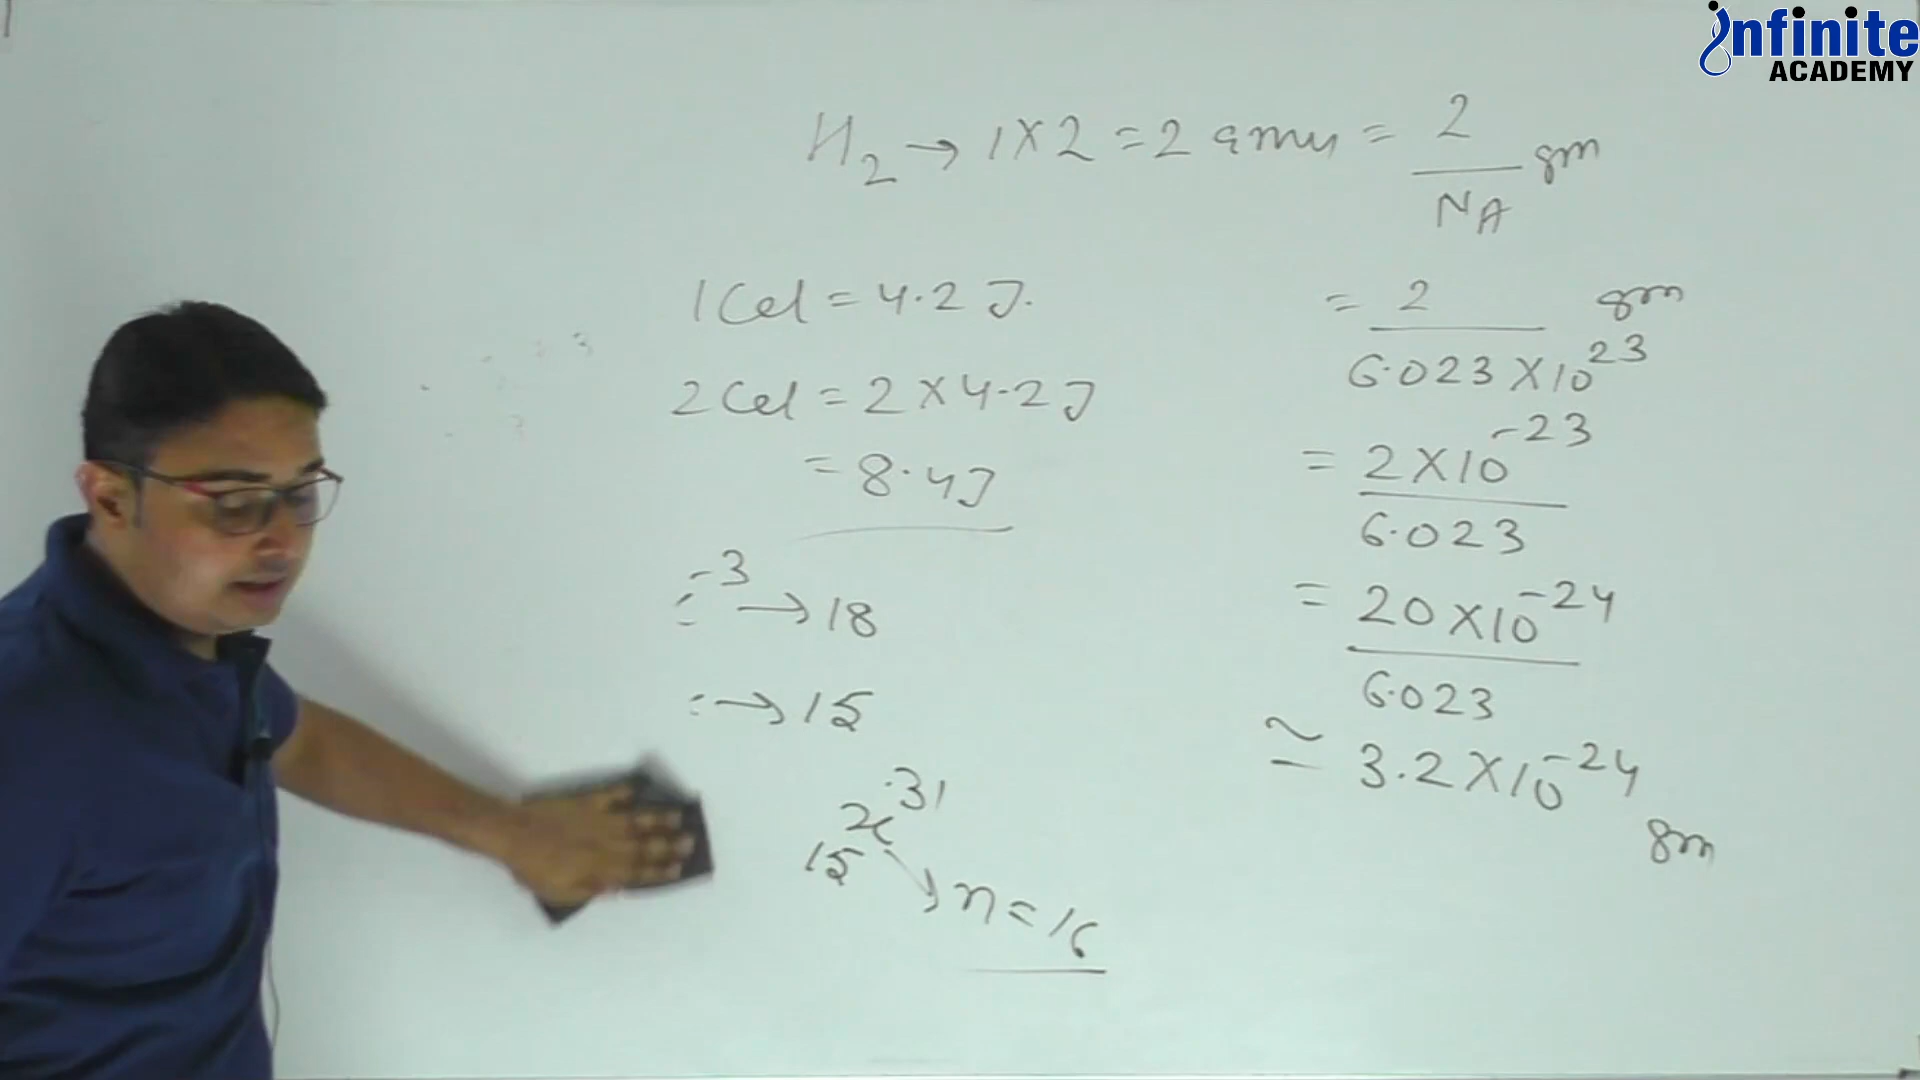 infinite
ACADEMY
H₂ → 1 X 2 = 2 amu = 2/N_A gm
1 Cal = 4.2 J.
2 Cal = 2 X 4.2 J
= 8.4 J
-3 → 18
→ 15
31
x
15
→ n = 16
= 2/6.023 X 10²³ gm
= 2 X 10⁻²³/6.023
= 20 X 10⁻²⁴/6.023
≅ 3.2 X 10⁻²⁴
gm